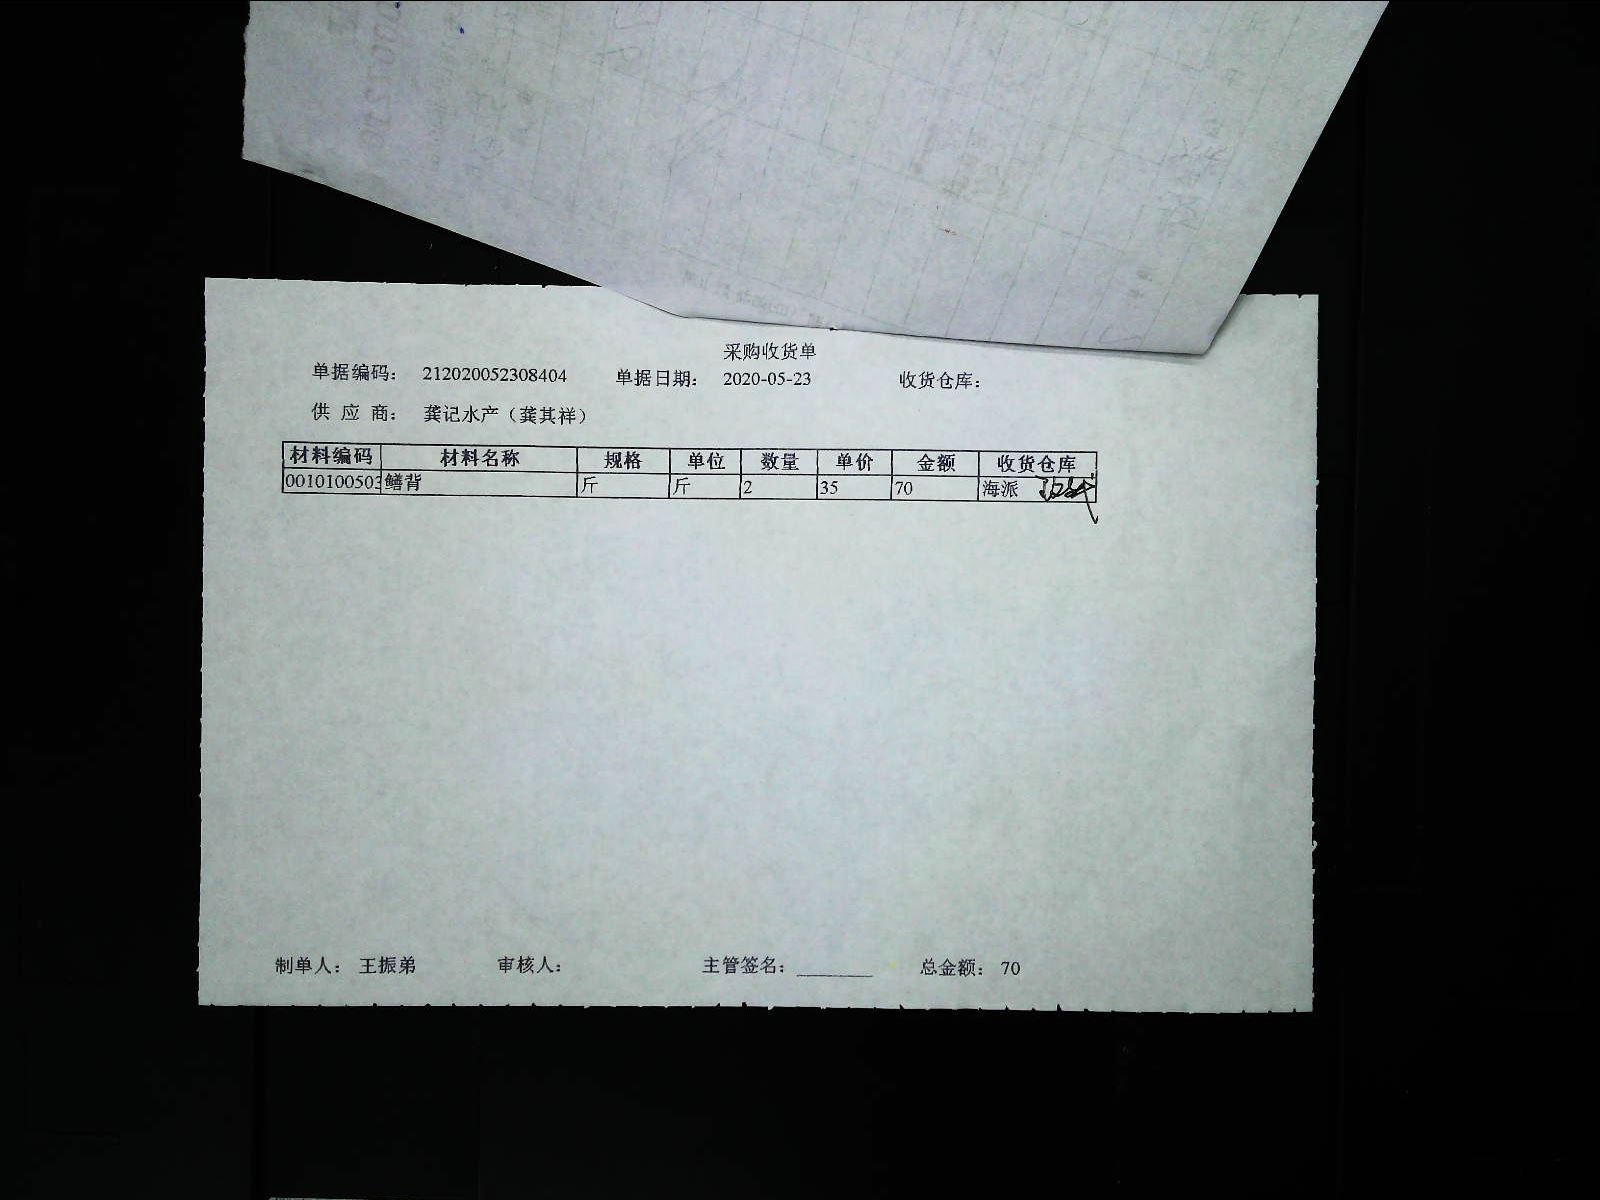 采购收货单
单据编码： 212020052308404 单据日期： 2020-05-23 收货仓库：
供 应 商： 龚记水产（龚其祥）
材料编码 材料名称 规格 单位 数量 单价 金额 收货仓库
0010100503 鳝背 斤 斤 2 35 70 海派
制单人： 王振弟 审核人： 主管签名： 总金额： 70